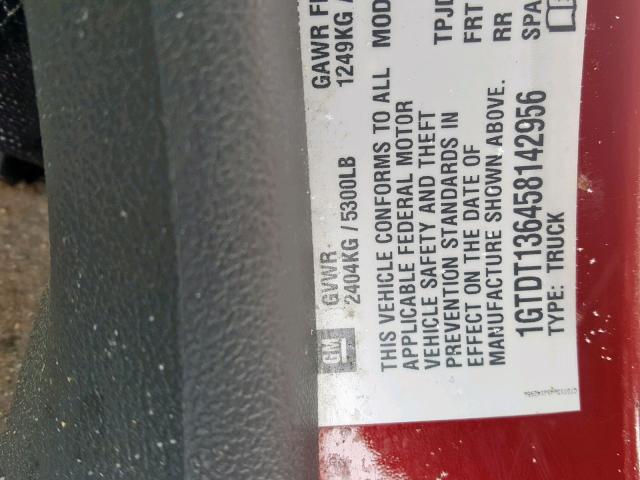 GM
GVWR GAWR F
2404KG / 5300LB 1249KG /
THIS VEHICLE CONFORMS TO ALL MOD
APPLICABLE FEDERAL MOTOR
VEHICLE SAFETY AND THEFT TPJD
PREVENTION STANDARDS IN FRT
EFFECT ON THE DATE OF RR
MANUFACTURE SHOWN ABOVE. SPA
1GTDT136458142956
TYPE: TRUCK